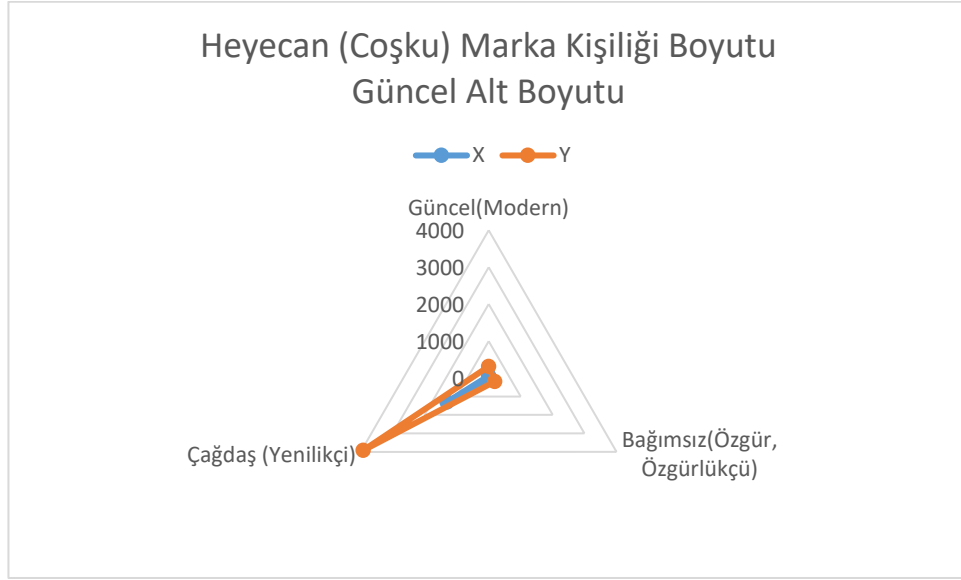 Heyecan (Coşku) Marka Kişiliği Boyutu
Güncel Alt Boyutu
X Y
Güncel(Modern)
4000
3000
2000
1000
0
Bağımsız(Özgür,
Özgürlükçü)
Çağdaş (Yenilikçi)